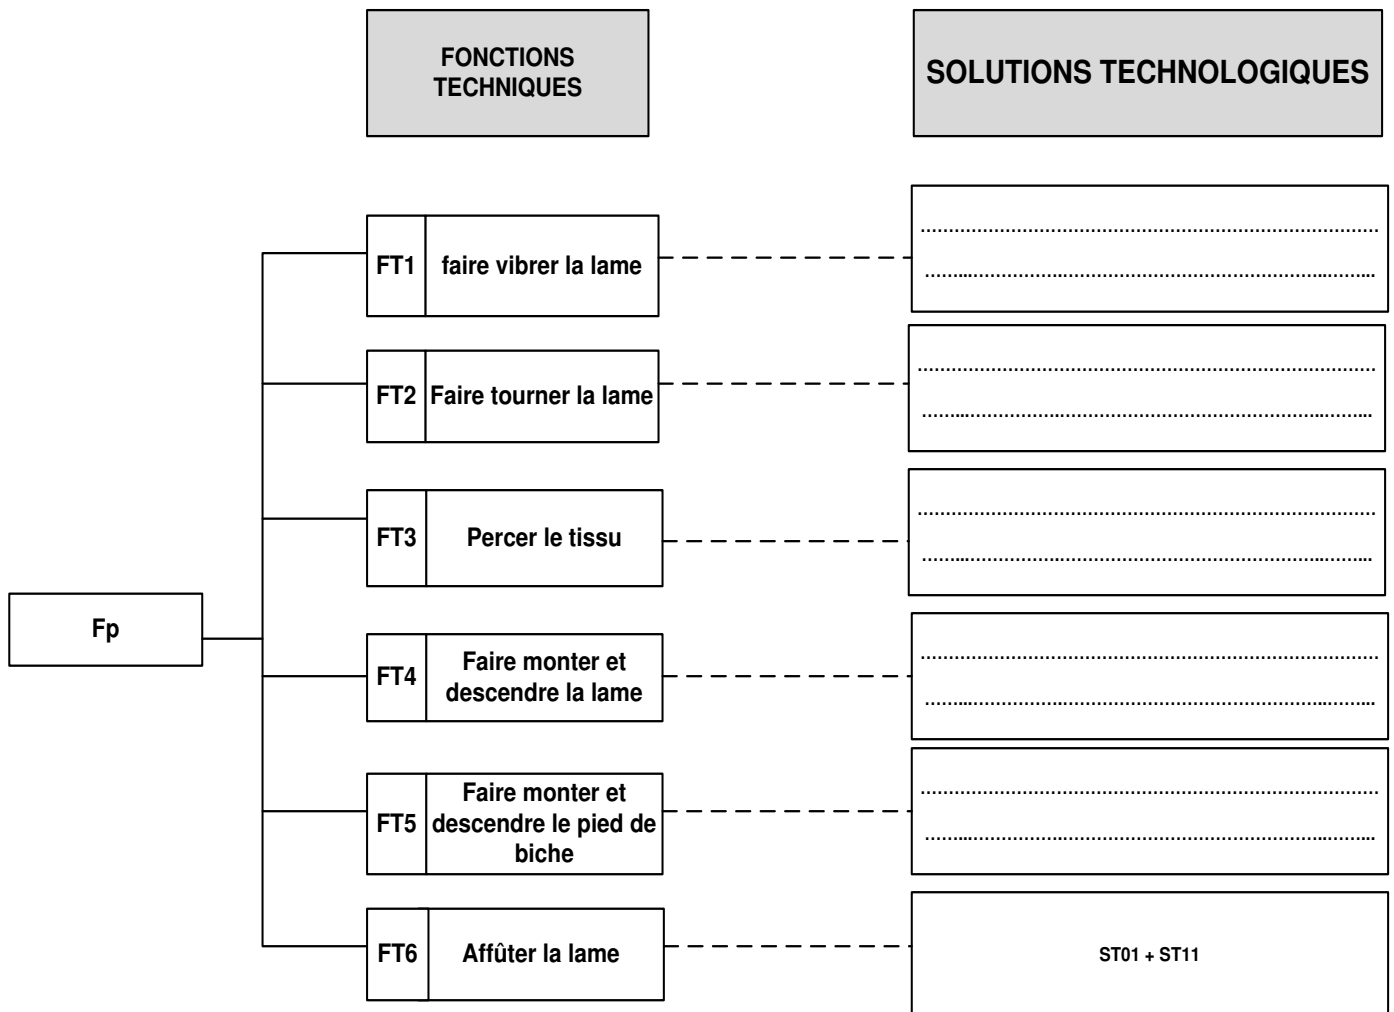 FONCTIONS
TECHNIQUES
SOLUTIONS TECHNOLOGIQUES
FT1
faire vibrer la lame
FT2
Faire tourner la lame
FT3
Percer le tissu
Fp
FT4
Faire monter et
descendre la lame
FT5
Faire monter et
descendre le pied de
biche
FT6
Affûter la lame
ST01 + ST11